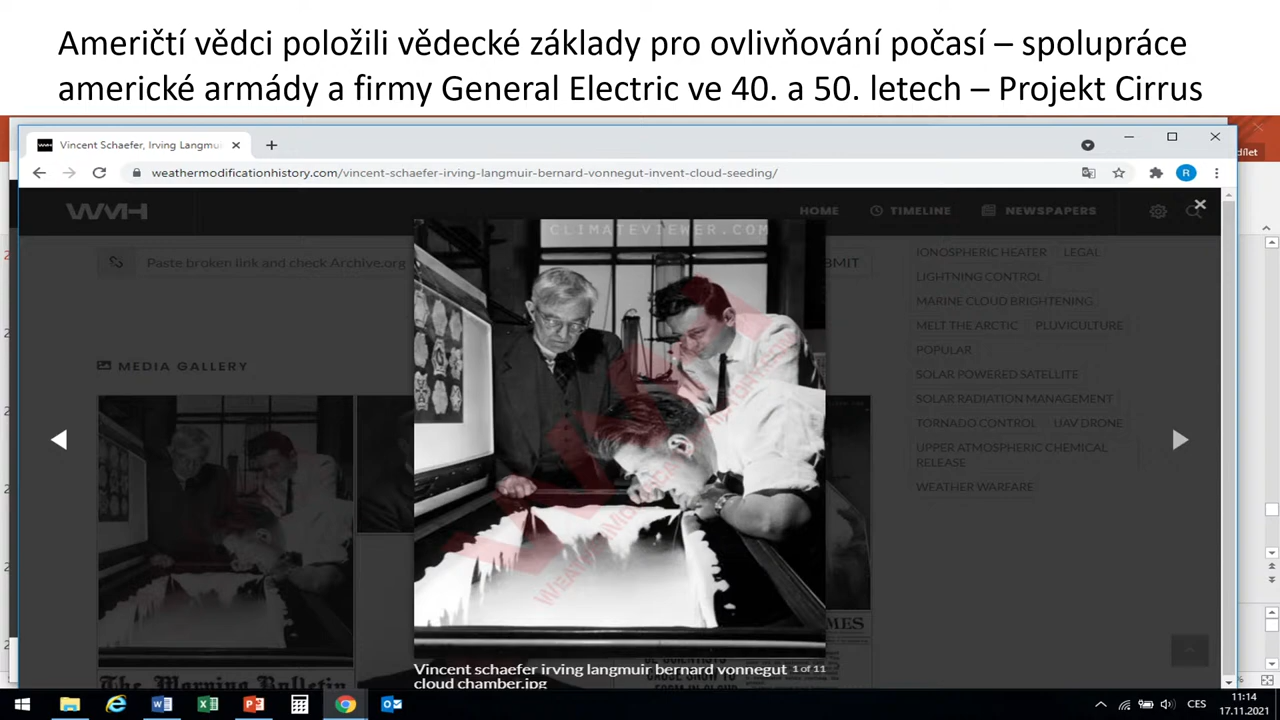 Američtí vědci položili vědecké základy pro ovlivňování počasí – spolupráce
americké armády a firmy General Electric ve 40. a 50. letech – Projekt Cirrus
Vincent Schaefer, Irving Langmu
dílet
weathermodificationhistory.com/vincent-schaefer-irving-langmuir-bernard-vonnegut-invent-cloud-seeding/
R
WMH
HOME
TIMELINE
NEWSPAPERS
CLIMATEVIEWER.COM
Paste broken link and check Archive.org
MIT
IONOSPHERIC HEATER LEGAL
LIGHTNING CONTROL
MARINE CLOUD BRIGHTENING
MELT THE ARCTIC PLUVICULTURE
POPULAR
SOLAR POWERED SATELLITE
SOLAR RADIATION MANAGEMENT
TORNADO CONTROL UAV DRONE
UPPER ATMOSPHERIC CHEMICAL
RELEASE
WEATHER WARFARE
MEDIA GALLERY
Vincent schaefer irving langmuir bernard vonnegut 1 of 11
cloud chamber.jpg
The Morning Bulletin
MES
CES
11:14
17.11.2021